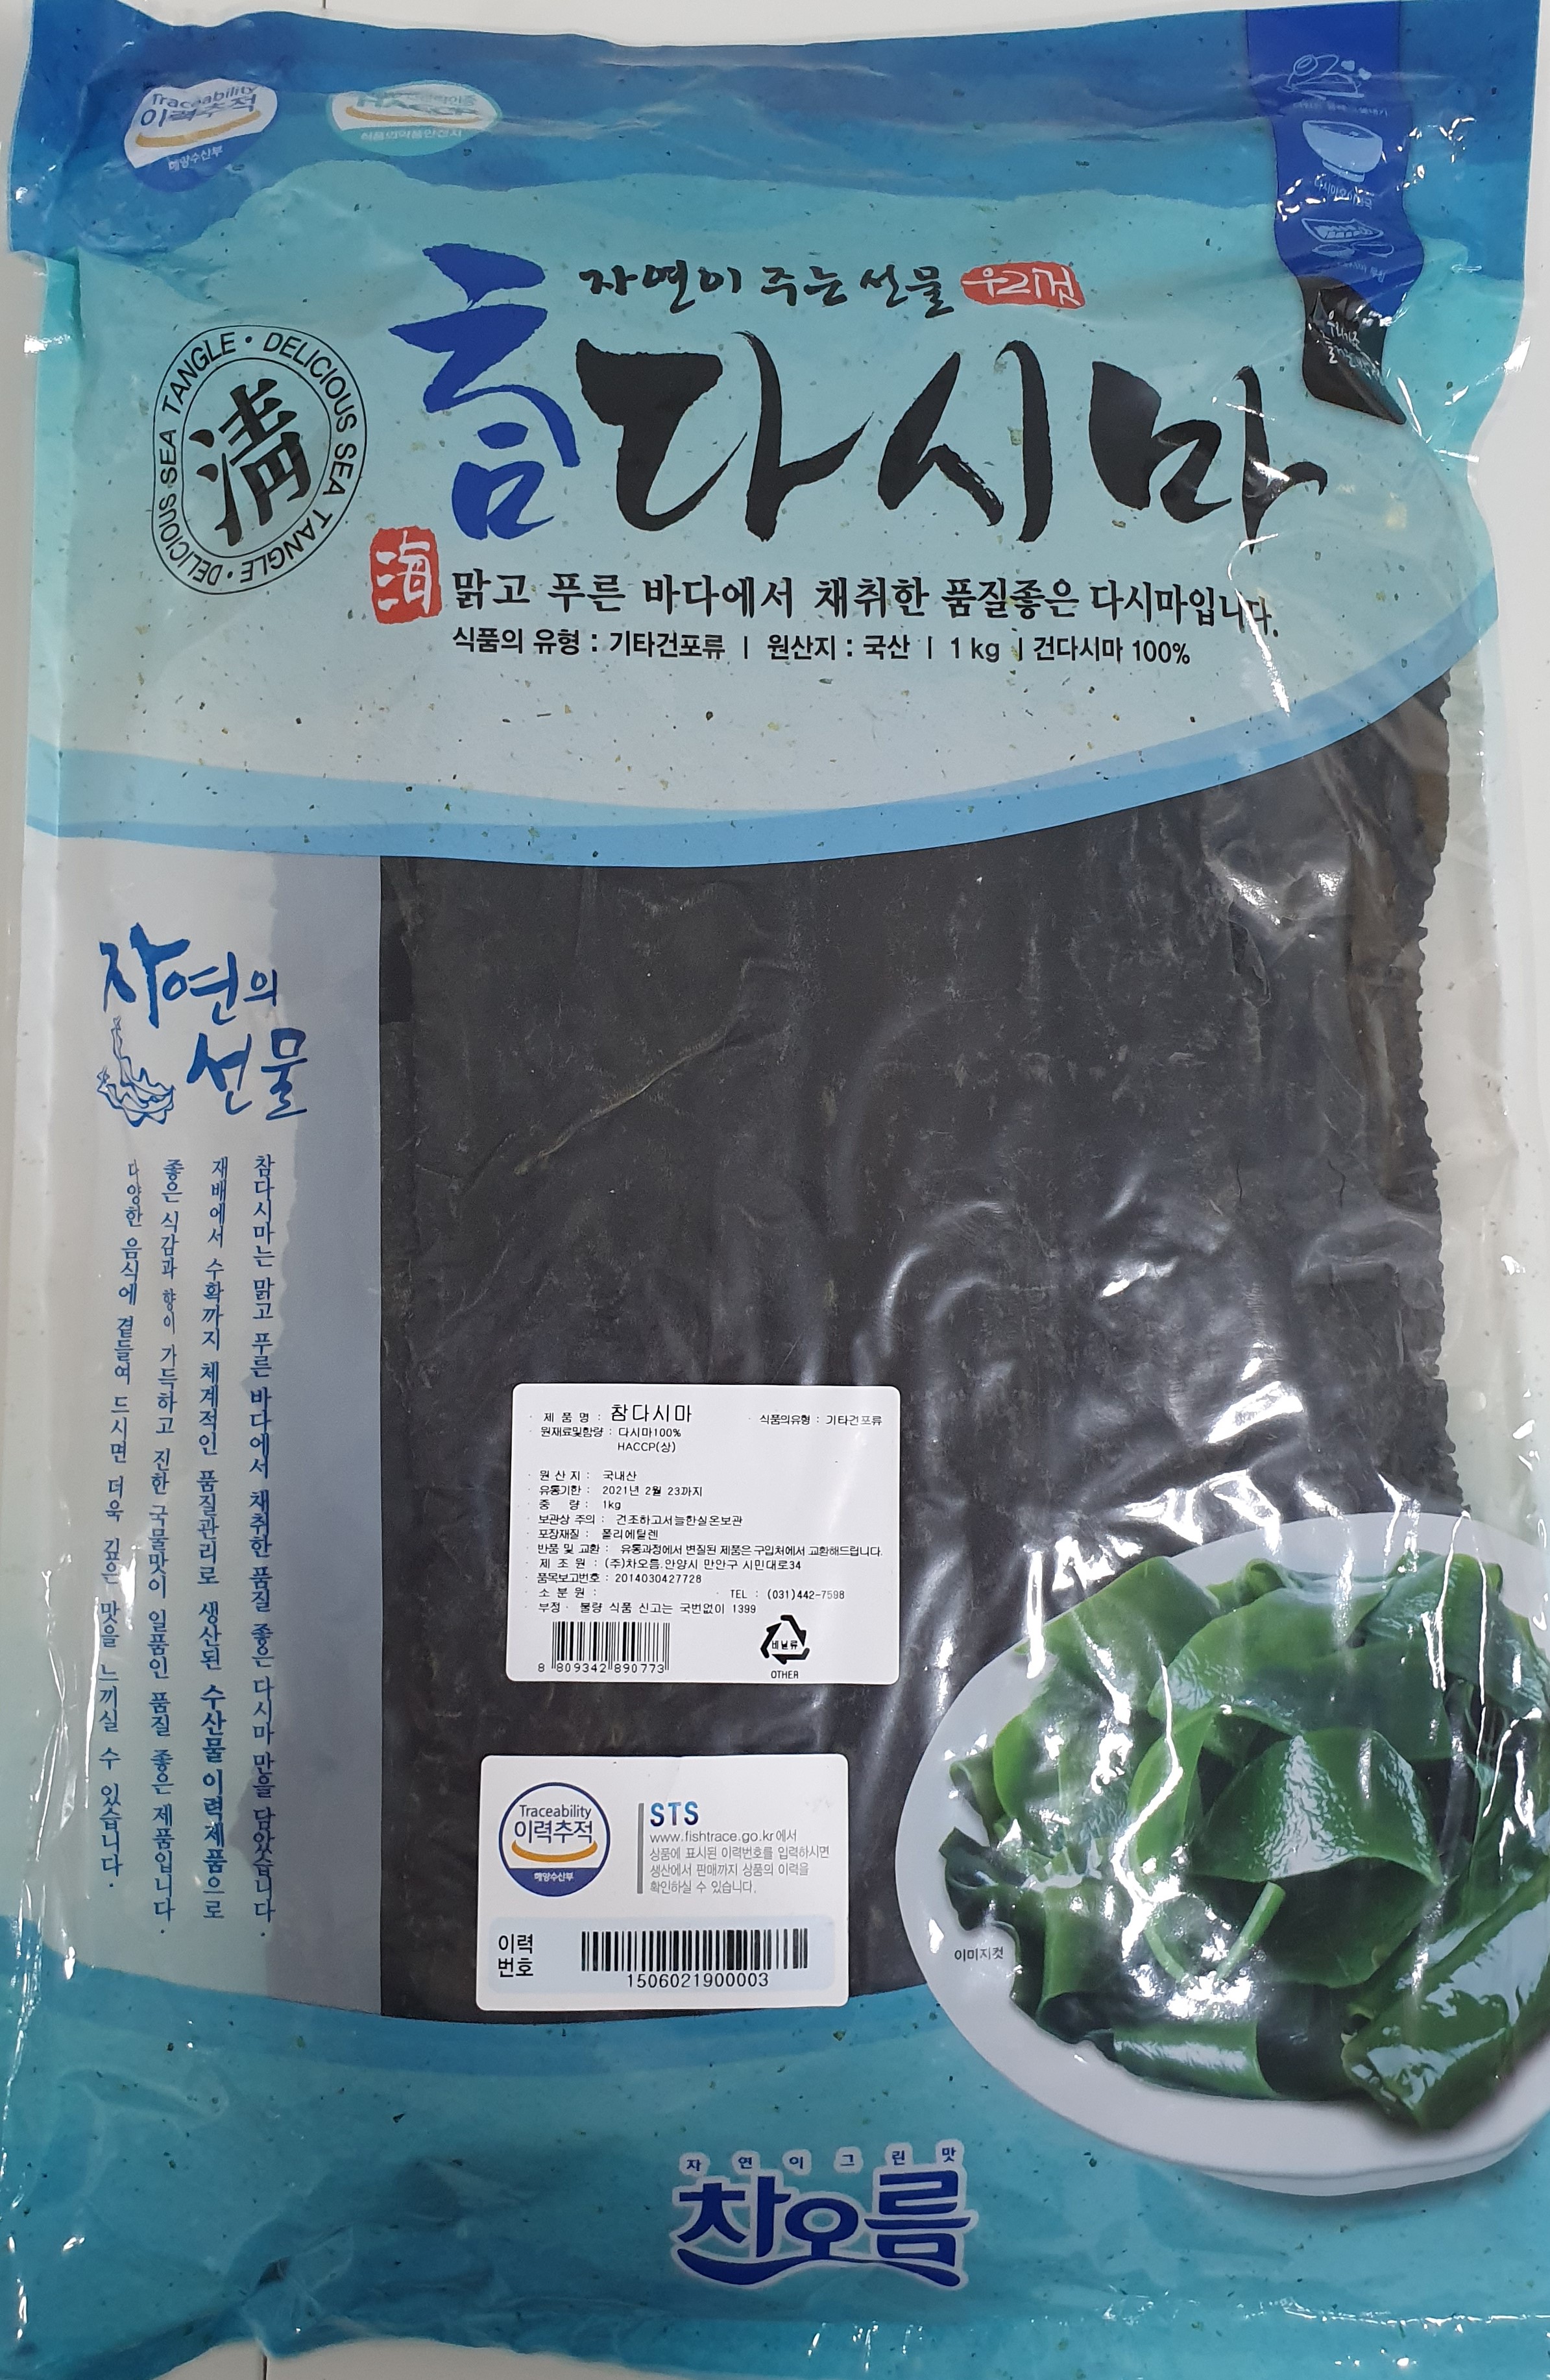 Traceability
이력추적
해양수산부
HACCP
식품의약품안전처
자연이 주는 선물 우리것
참다시마
DELICIOUS SEA TANGLE · DELICIOUS SEA TANGLE ·
淸
海
맑고 푸른 바다에서 채취한 품질좋은 다시마입니다.
식품의 유형 : 기타건포류 | 원산지 : 국산 | 1 kg | 건다시마 100%
자연의
선물
참다시마는 맑고 푸른 바다에서 채취한 품질 좋은 다시마 만을 담았습니다.
재배에서 수확까지 체계적인 품질관리로 생산된 수산물이력제품으로
좋은 식감과 향이 가득하고 진한 국물맛이 일품인 품질 좋은 제품입니다.
다양한 음식에 곁들여 드시면 더욱 깊은 맛을 느끼실 수 있습니다.
· 제 품 명 : 참다시마 · 식품의유형 : 기타건포류
· 원재료및함량 : 다시마100%
HACCP(상)
· 원 산 지 : 국내산
· 유통기한 : 2021년 2월 23까지
· 중 량 : 1kg
· 보관상 주의 : 건조하고서늘한실온보관
· 포장재질 : 폴리에틸렌
· 반품 및 교환 : 유통과정에서 변질된 제품은 구입처에서 교환해드립니다.
· 제 조 원 : (주)차오름.안양시 만안구 시민대로34
· 품목보고번호 : 2014030427728
· 소 분 원 : · TEL : (031)442-7598
· 부정 · 불량 식품 신고는 국번없이 1399
8 809342 890773
비닐류
OTHER
Traceability
이력추적
해양수산부
STS
www.fishtrace.go.kr에서
상품에 표시된 이력번호를 입력하시면
생산에서 판매까지 상품의 이력을
확인하실 수 있습니다.
이력
번호
1506021900003
이미지컷
자연이그린맛
차오름